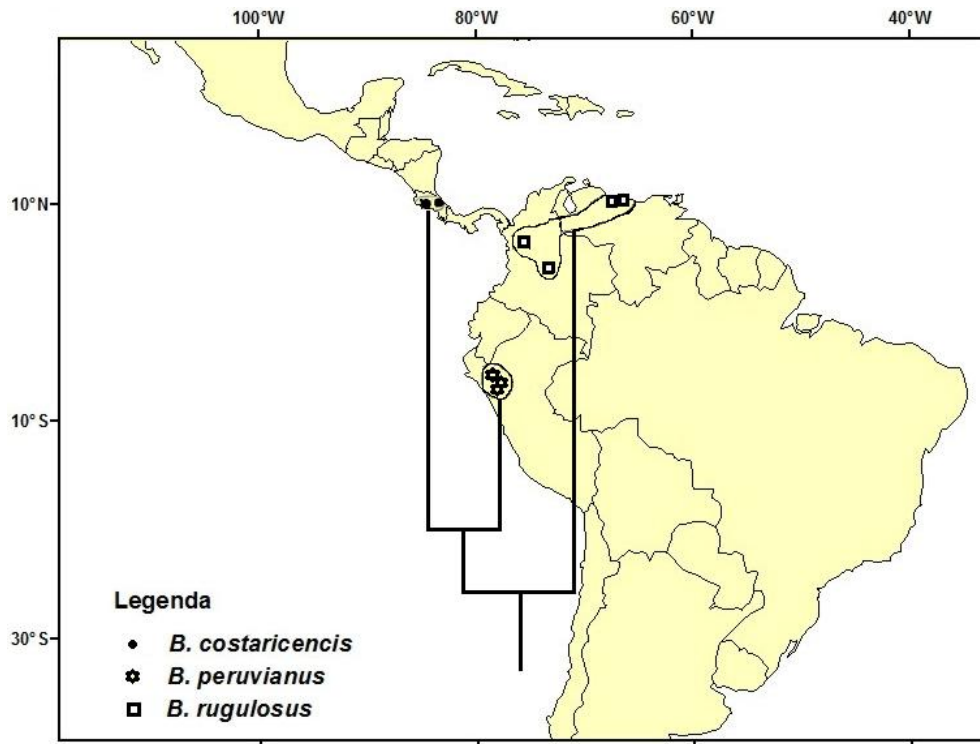 100°W 80°W 60°W 40°W
10°N
10°S
30°S
Legenda
B. costaricencis
B. peruvianus
B. rugulosus